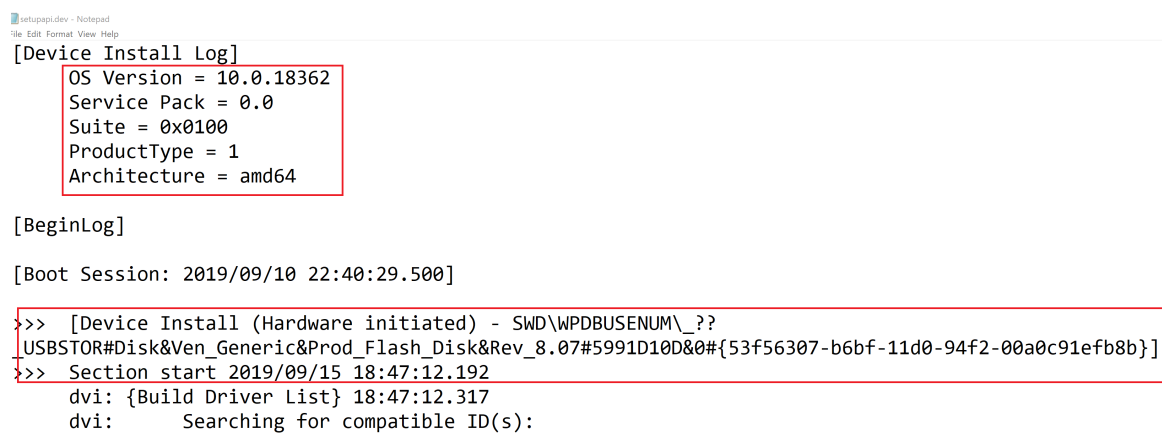 setupapi.dev - Notepad
File Edit Format View Help
[Device Install Log]
OS Version = 10.0.18362
Service Pack = 0.0
Suite = 0x0100
ProductType = 1
Architecture = amd64
[BeginLog]
[Boot Session: 2019/09/10 22:40:29.500]
>>>  [Device Install (Hardware initiated) - SWD\WPDBUSENUM\_??
_USBSTOR#Disk&Ven_Generic&Prod_Flash_Disk&Rev_8.07#5991D10D&0#{53f56307-b6bf-11d0-94f2-00a0c91efb8b}]
>>>  Section start 2019/09/15 18:47:12.192
dvi: {Build Driver List} 18:47:12.317
dvi:      Searching for compatible ID(s):